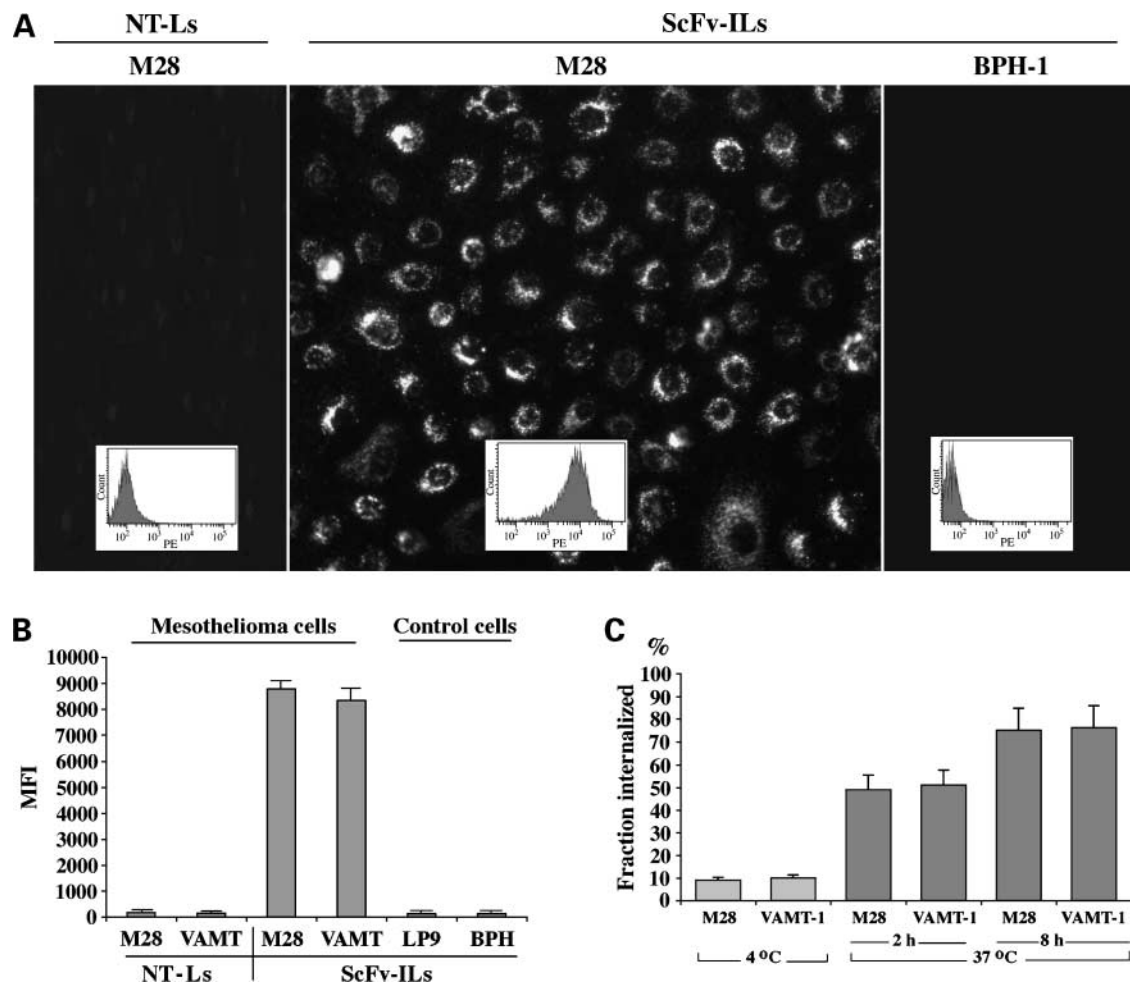 A
NT-Ls
ScFv-ILs
M28
M28
BPH-1
Count
10² 10³ 10⁴ 10⁵
PE
Count
10² 10³ 10⁴ 10⁵
PE
Count
10² 10³ 10⁴ 10⁵
PE
B
Mesothelioma cells
Control cells
10000
9000
8000
7000
6000
5000
4000
3000
2000
1000
0
MFI
M28 VAMT M28 VAMT LP9 BPH
NT-Ls ScFv-ILs
C
%
100
90
80
70
60
50
40
30
20
10
0
Fraction internalized
M28 VAMT-1 M28 VAMT-1 M28 VAMT-1
2 h 8 h
4 ºC 37 ºC